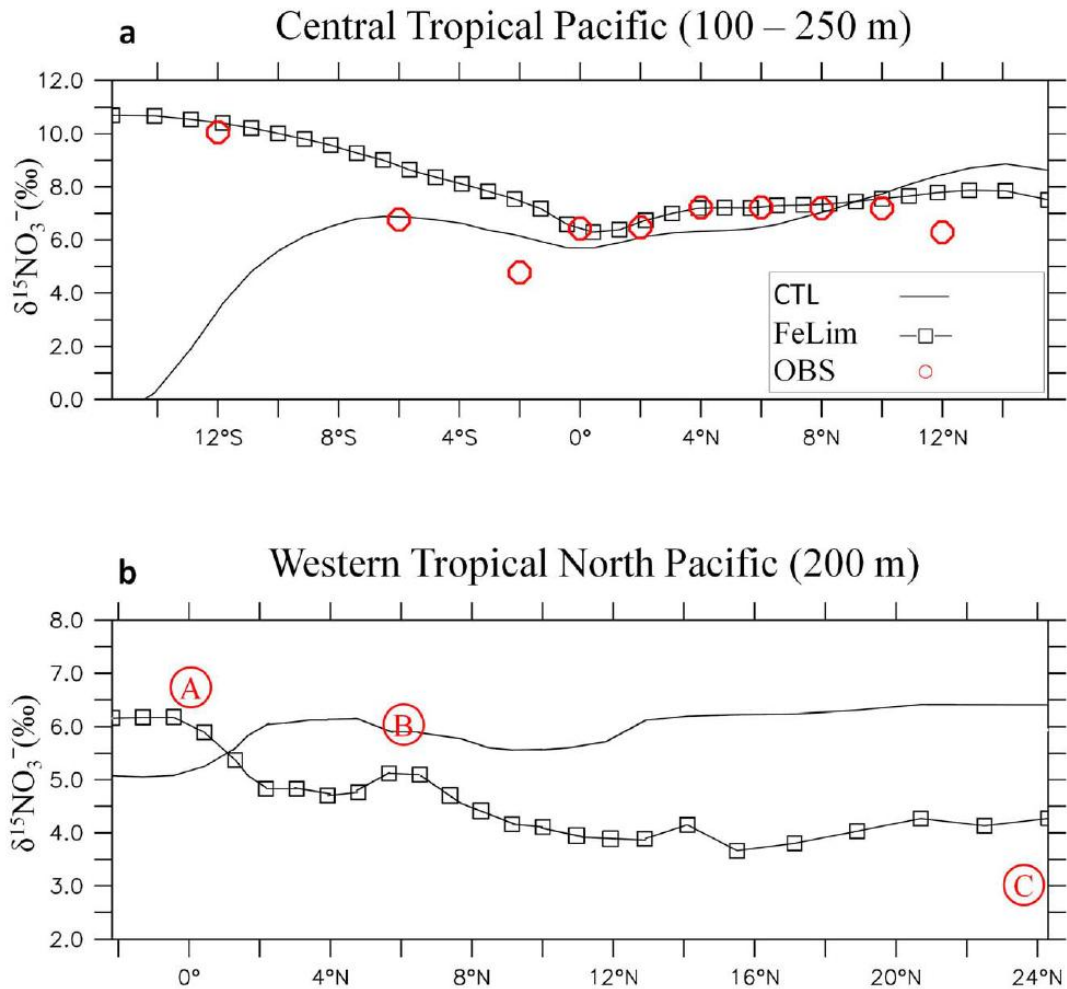 a Central Tropical Pacific (100 – 250 m)
12.0
10.0
8.0
6.0
4.0
2.0
0.0
δ¹⁵NO₃⁻(‰)
CTL
FeLim
OBS
12°S 8°S 4°S 0° 4°N 8°N 12°N
b Western Tropical North Pacific (200 m)
8.0
7.0
6.0
5.0
4.0
3.0
2.0
δ¹⁵NO₃⁻(‰)
A
B
C
0° 4°N 8°N 12°N 16°N 20°N 24°N